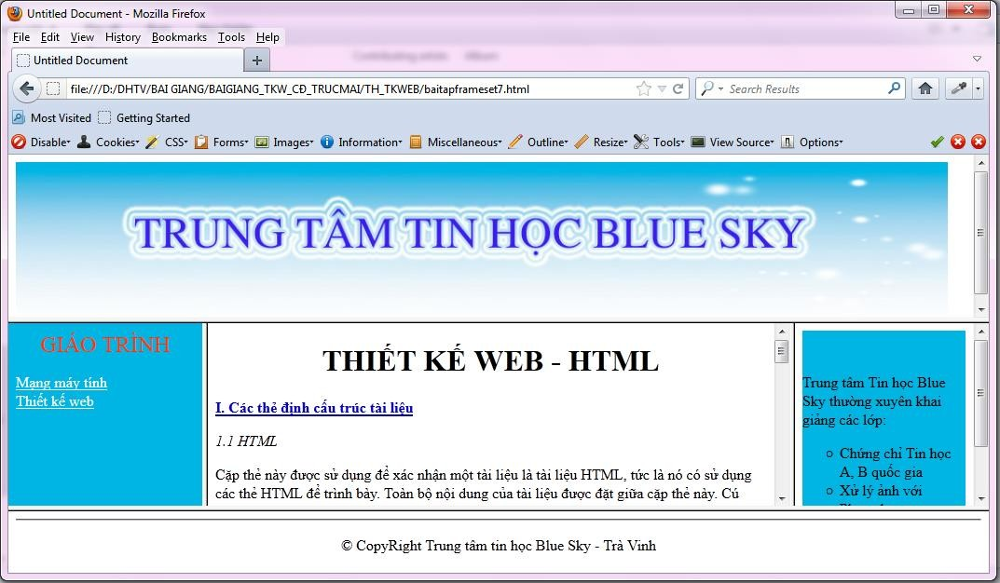 Untitled Document - Mozilla Firefox
File Edit View History Bookmarks Tools Help
Contributing artists Album
Untitled Document
file:///D:/DHTV/BAI GIANG/BAIGIANG_TKW_CĐ_TRUCMAI/TH_TKWEB/baitapframeset7.html
Search Results
Most Visited Getting Started
Disable Cookies CSS Forms Images Information Miscellaneous Outline Resize Tools View Source Options
TRUNG TÂM TIN HỌC BLUE SKY
GIÁO TRÌNH
Mạng máy tính
Thiết kế web
THIẾT KẾ WEB - HTML
I. Các thẻ định cấu trúc tài liệu
1.1 HTML
Cặp thẻ này được sử dụng để xác nhận một tài liệu là tài liệu HTML, tức là nó có sử dụng
các thẻ HTML để trình bày. Toàn bộ nội dung của tài liệu được đặt giữa cặp thẻ này. Cú
Trung tâm Tin học Blue
Sky thường xuyên khai
giảng các lớp:
Chứng chỉ Tin học
A, B quốc gia
Xử lý ảnh với
© CopyRight Trung tâm tin học Blue Sky - Trà Vinh